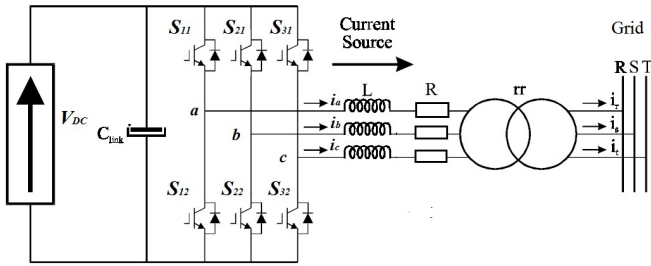 S11 S21 S31
Current
Source
Grid
L R rr R S T
VDC
Clink
a ia ir
b ib is
c ic it
S12 S22 S32